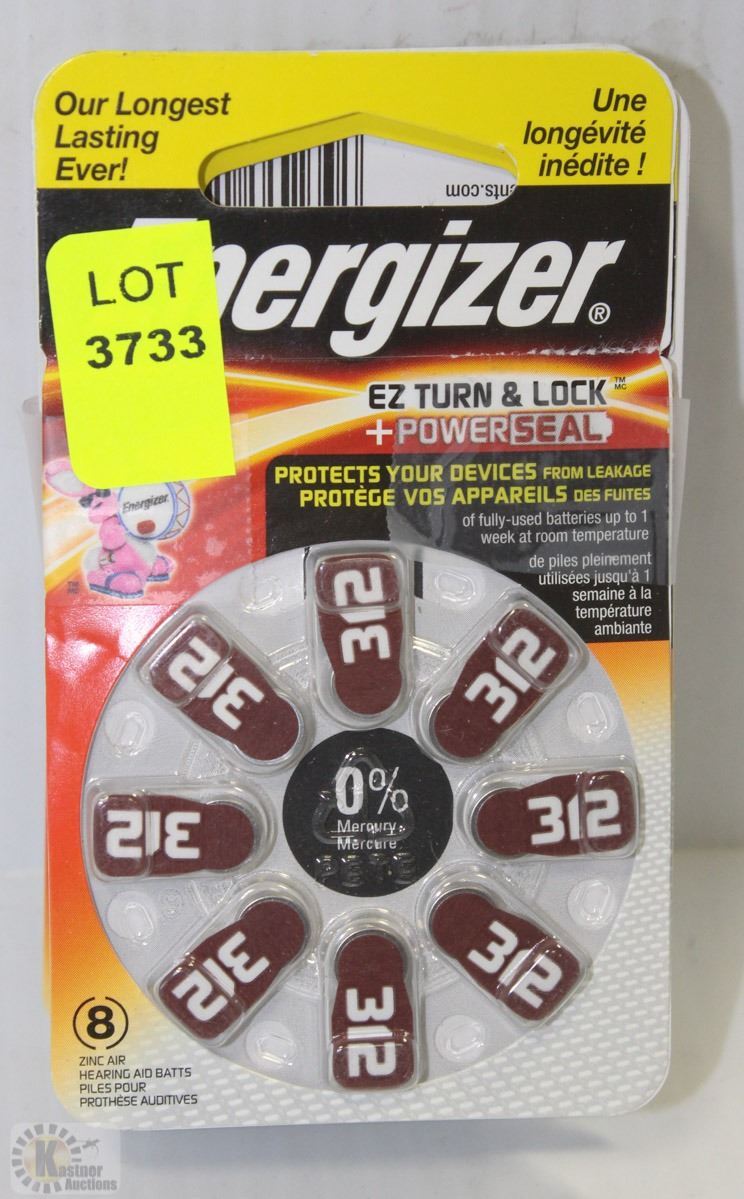 Our Longest
Lasting
Ever!
Une
longévité
inédite !
nts.com
LOT
3733
Energizer®
EZ TURN & LOCK ™ MC
+POWERSEAL
PROTECTS YOUR DEVICES FROM LEAKAGE
PROTÈGE VOS APPAREILS DES FUITES
of fully-used batteries up to 1
week at room temperature
de piles pleinement
utilisées jusqu'à 1
semaine à la
température
ambiante
Energizer
312
312
312
312
312
312
312
312
0%
Mercury
Mercure
8
ZINC AIR
HEARING AID BATTS
PILES POUR
PROTHÈSE AUDITIVES
Kastner
Auctions